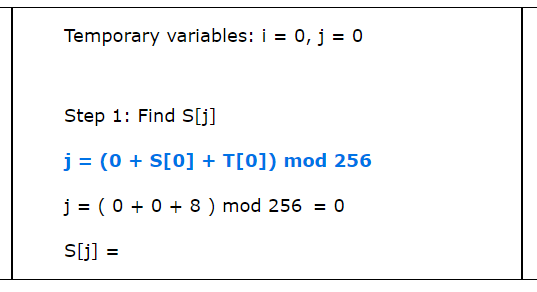 Temporary variables: i = 0, j = 0
Step 1: Find S[j]
j = (0 + S[0] + T[0]) mod 256
j = ( 0 + 0 + 8 ) mod 256 = 0
S[j] =